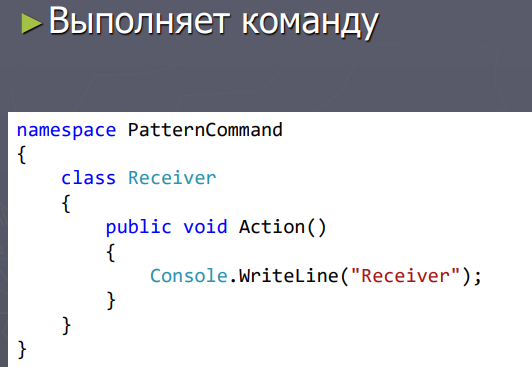 Выполняет команду
namespace PatternCommand
{
    class Receiver
    {
        public void Action()
        {
            Console.WriteLine("Receiver");
        }
    }
}